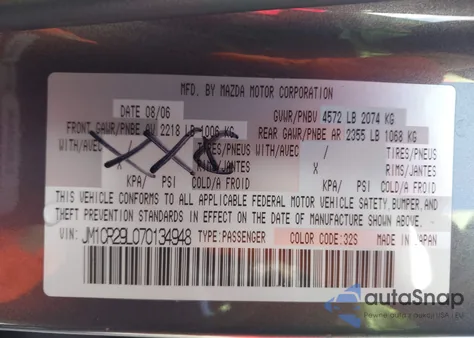 MFD. BY MAZDA MOTOR CORPORATION
DATE 08/06 GVWR/PNBV 4572 LB 2074 KG
FRONT GAWR/PNBE AV 2218 LB 1006 KG REAR GAWR/PNBE AR 2355 LB 1068 KG
WITH/AVEC / TIRES/PNEUS WITH/AVEC / TIRES/PNEUS
X RIMS/JANTES X RIMS/JANTES
KPA/ PSI COLD/A FROID KPA/ PSI COLD/A FROID
THIS VEHICLE CONFORMS TO ALL APPLICABLE FEDERAL MOTOR VEHICLE SAFETY, BUMPER, AND
THEFT PREVENTION STANDARDS IN EFFECT ON THE DATE OF MANUFACTURE SHOWN ABOVE.
VIN: JM1CR29L070134948 TYPE:PASSENGER COLOR CODE:32S MADE IN JAPAN
autoSnap